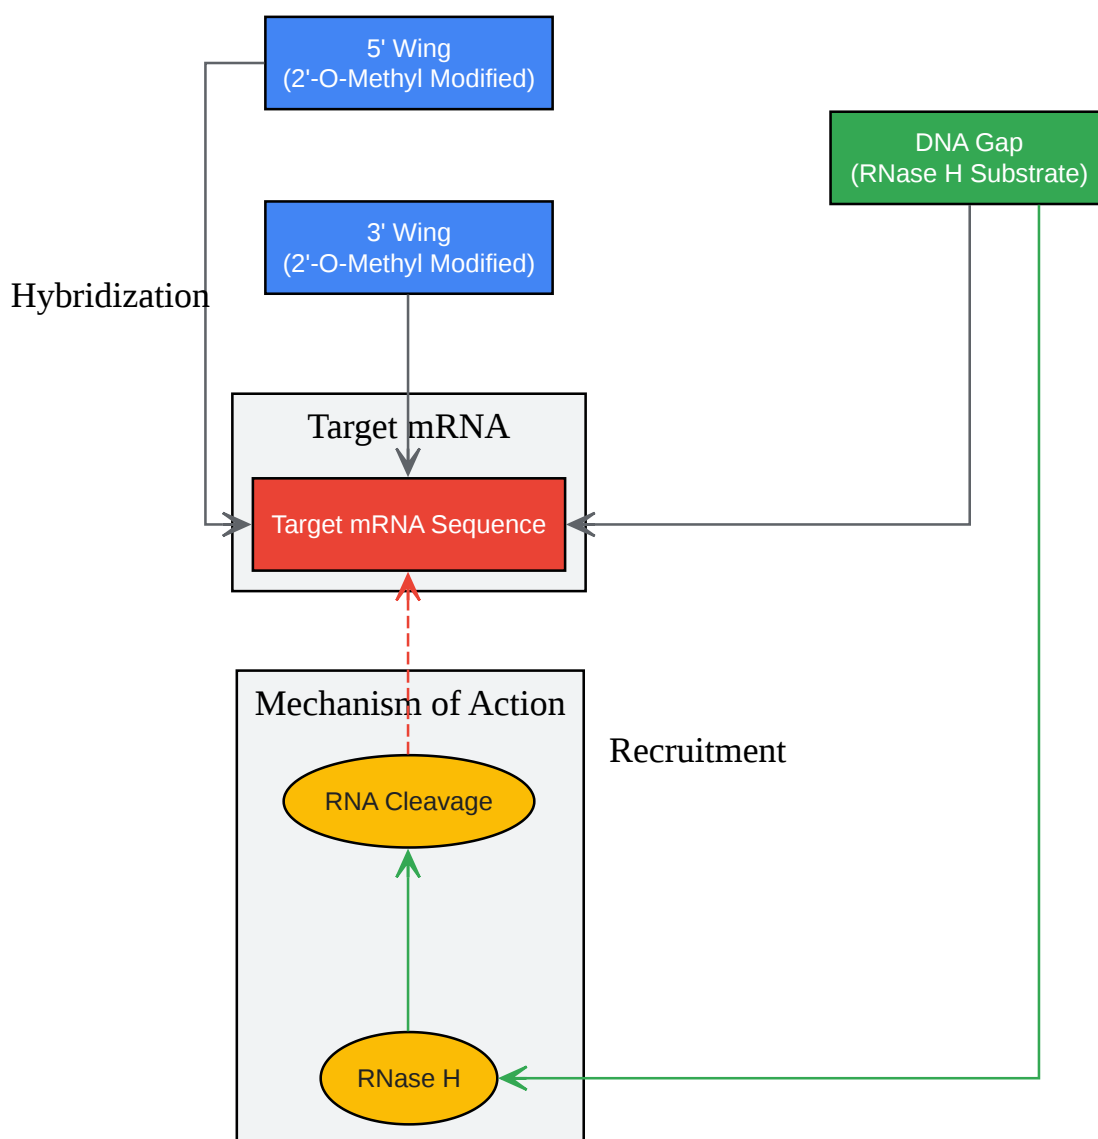 5' Wing
(2'-O-Methyl Modified)
DNA Gap
(RNase H Substrate)
3' Wing
(2'-O-Methyl Modified)
Hybridization
Target mRNA
Target mRNA Sequence
Mechanism of Action
Recruitment
RNA Cleavage
RNase H